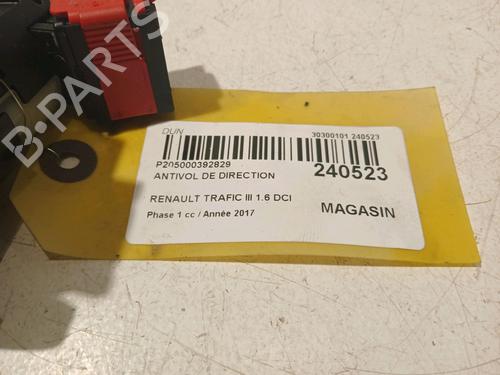 B-PARTS
DUN
30300101 240523
P205000392829
240523
ANTIVOL DE DIRECTION
RENAULT TRAFIC III 1.6 DCI
MAGASIN
Phase 1 cc / Année 2017